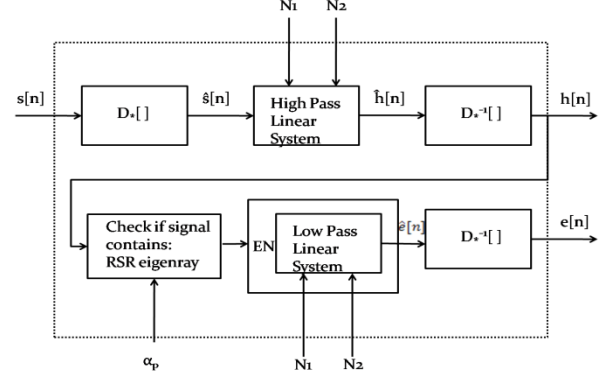 N1 N2
s[n] D*[ ] ŝ[n] High Pass Linear System ĥ[n] D*⁻¹[ ] h[n]
Check if signal contains: RSR eigenray
EN Low Pass Linear System ê[n] D*⁻¹[ ] e[n]
αp N1 N2